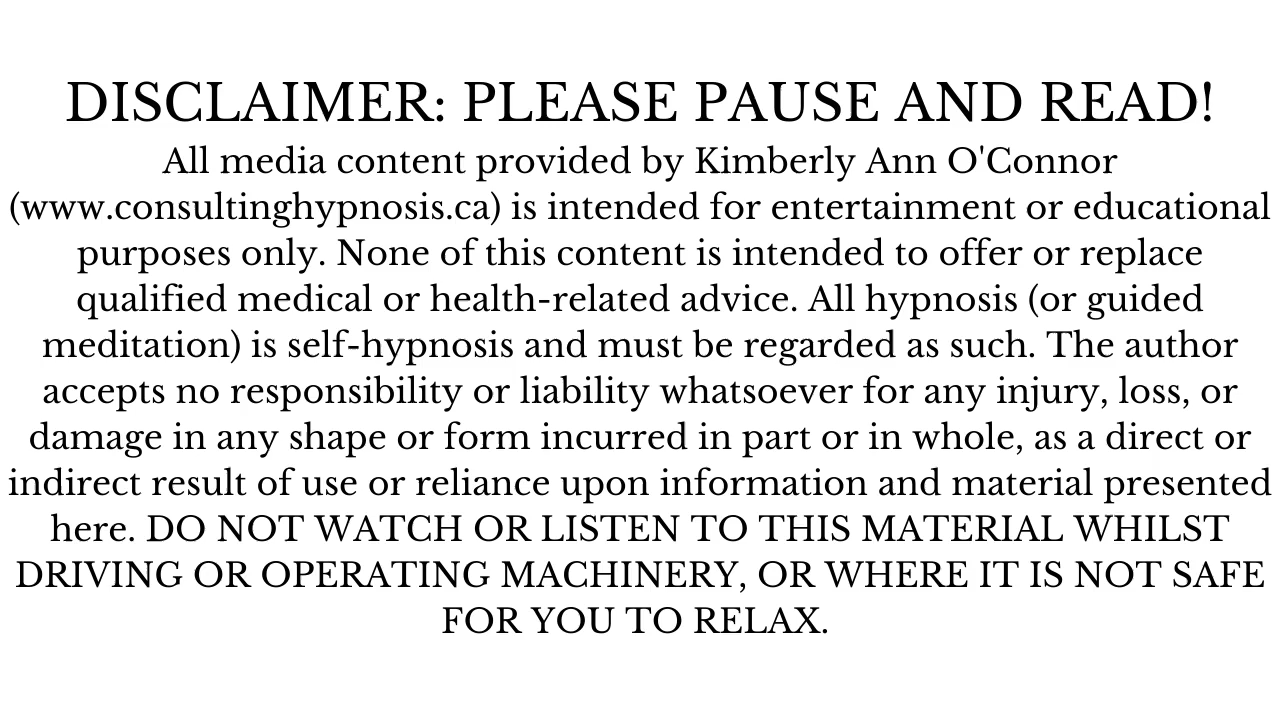 DISCLAIMER: PLEASE PAUSE AND READ!
All media content provided by Kimberly Ann O'Connor
(www.consultinghypnosis.ca) is intended for entertainment or educational
purposes only. None of this content is intended to offer or replace
qualified medical or health-related advice. All hypnosis (or guided
meditation) is self-hypnosis and must be regarded as such. The author
accepts no responsibility or liability whatsoever for any injury, loss, or
damage in any shape or form incurred in part or in whole, as a direct or
indirect result of use or reliance upon information and material presented
here. DO NOT WATCH OR LISTEN TO THIS MATERIAL WHILST
DRIVING OR OPERATING MACHINERY, OR WHERE IT IS NOT SAFE
FOR YOU TO RELAX.